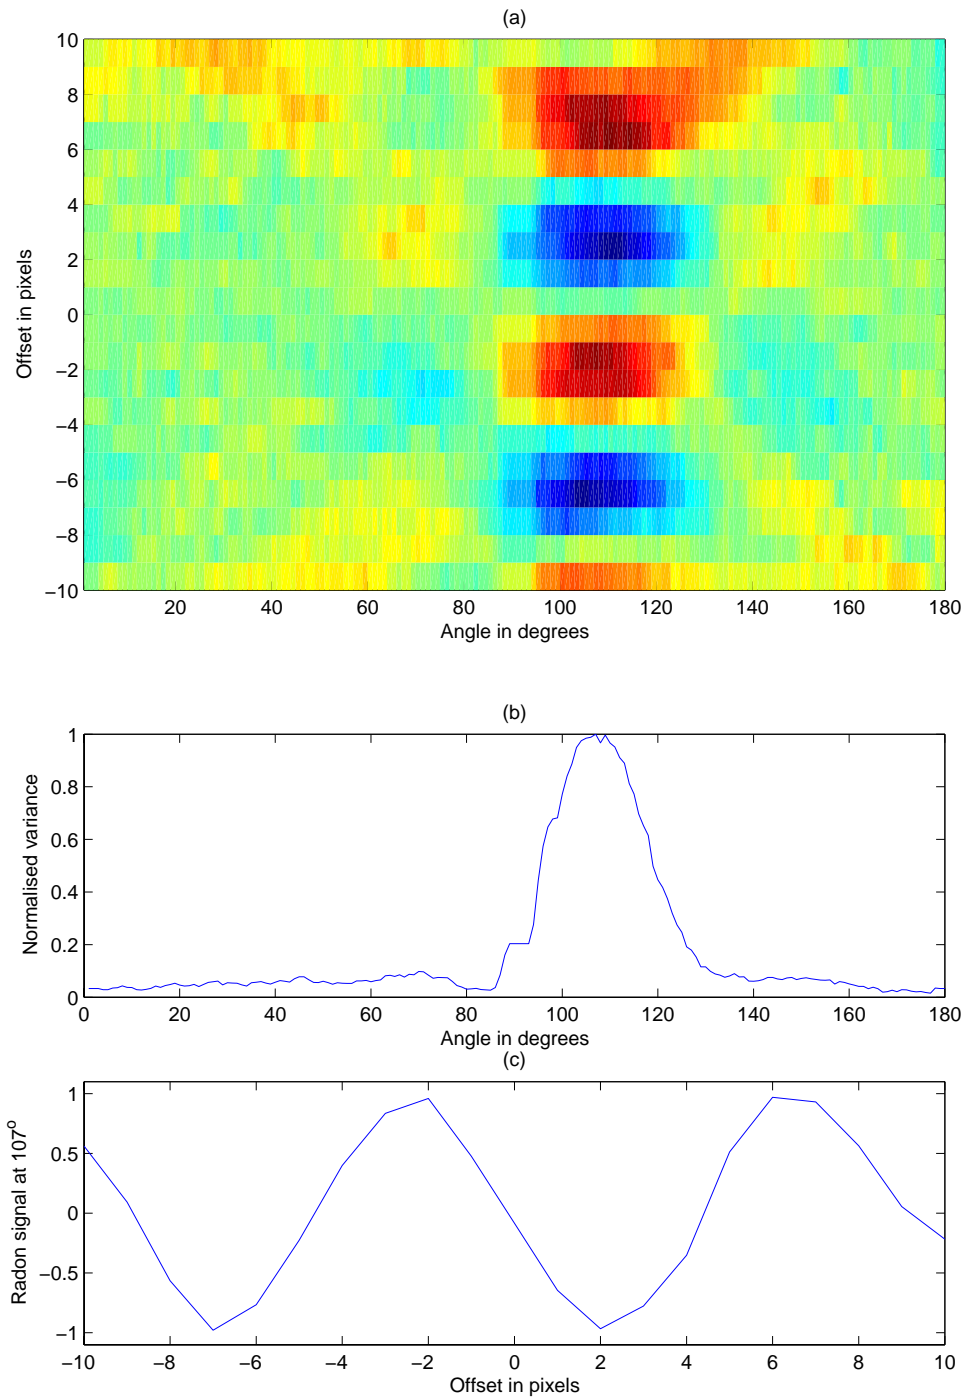 (a)
10
8
6
4
2
0
−2
−4
−6
−8
−10
Offset in pixels
20 40 60 80 100 120 140 160 180
Angle in degrees
(b)
1
0.8
0.6
0.4
0.2
0
Normalised variance
0 20 40 60 80 100 120 140 160 180
Angle in degrees
(c)
1
0.5
0
−0.5
−1
Radon signal at 107o
−10 −8 −6 −4 −2 0 2 4 6 8 10
Offset in pixels